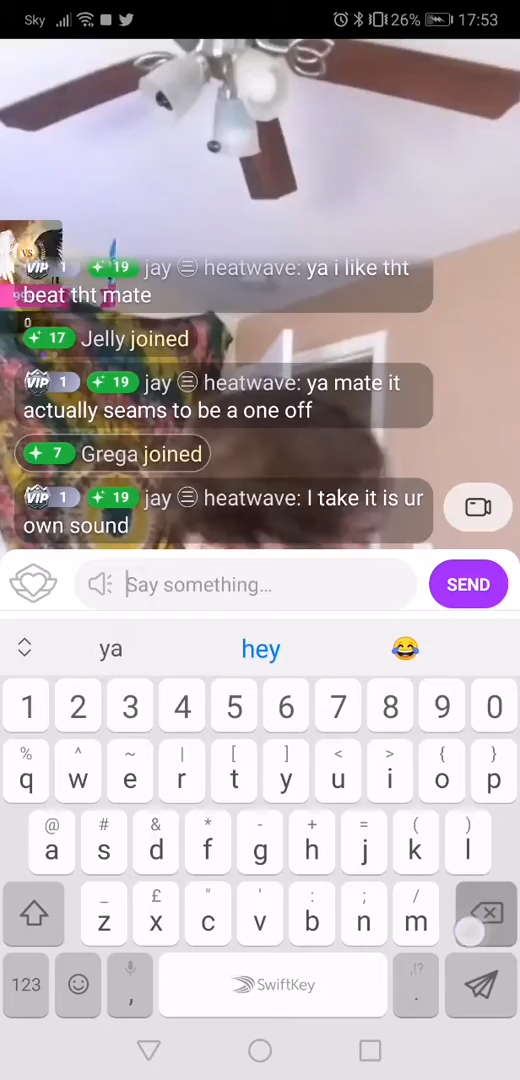 Sky 26% 17:53
VS
VIP 1 19 jay heatwave: ya i like tht
beat tht mate
17 Jelly joined
VIP 1 19 jay heatwave: ya mate it
actually seams to be a one off
7 Grega joined
VIP 1 19 jay heatwave: I take it is ur
own sound
Say something...
SEND
ya hey 😂
1 2 3 4 5 6 7 8 9 0
% ^ ~ | [ ] < > { }
q w e r t y u i o p
@ # & * - + = ( )
a s d f g h j k l
_ £ " ' : ; /
z x c v b n m
123 , SwiftKey ,!? .